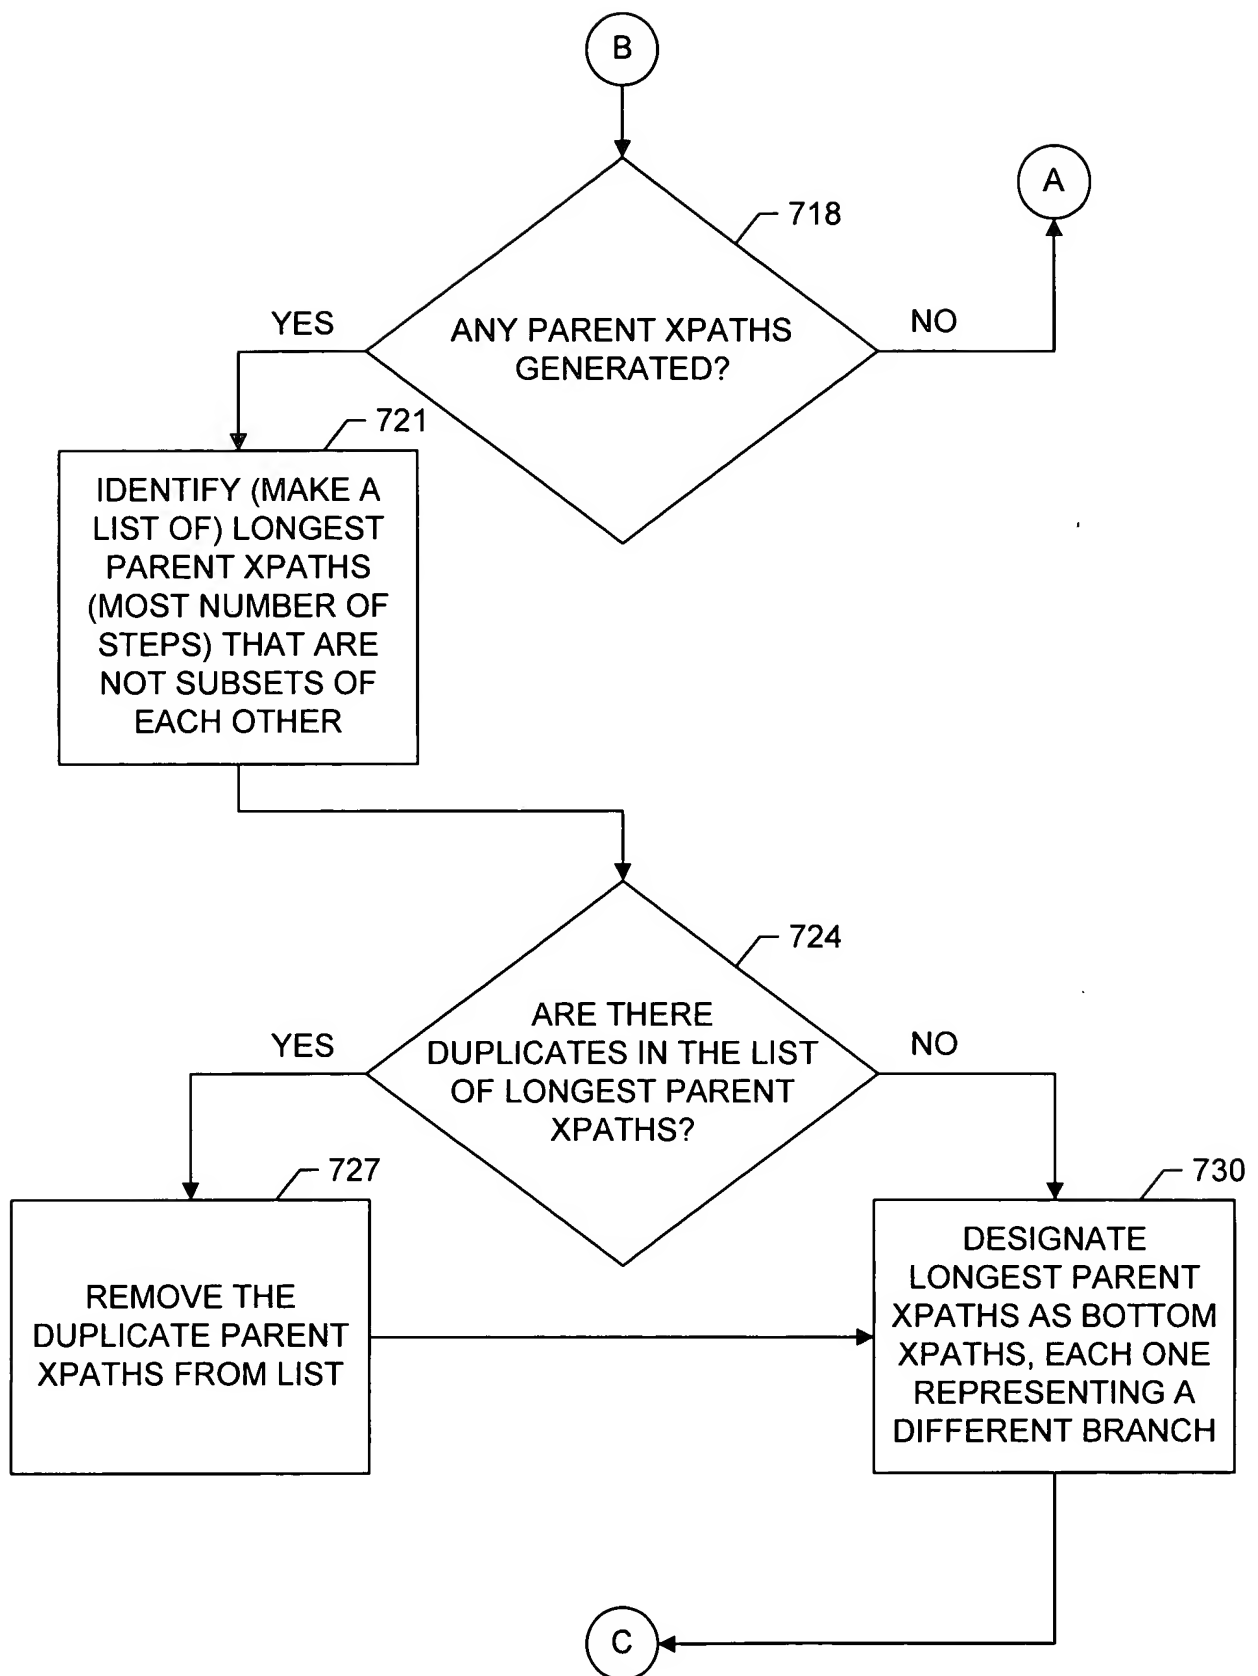 B
A
718
YES
ANY PARENT XPATHS
GENERATED?
NO
721
IDENTIFY (MAKE A
LIST OF) LONGEST
PARENT XPATHS
(MOST NUMBER OF
STEPS) THAT ARE
NOT SUBSETS OF
EACH OTHER
724
YES
ARE THERE
DUPLICATES IN THE LIST
OF LONGEST PARENT
XPATHS?
NO
727
REMOVE THE
DUPLICATE PARENT
XPATHS FROM LIST
730
DESIGNATE
LONGEST PARENT
XPATHS AS BOTTOM
XPATHS, EACH ONE
REPRESENTING A
DIFFERENT BRANCH
C